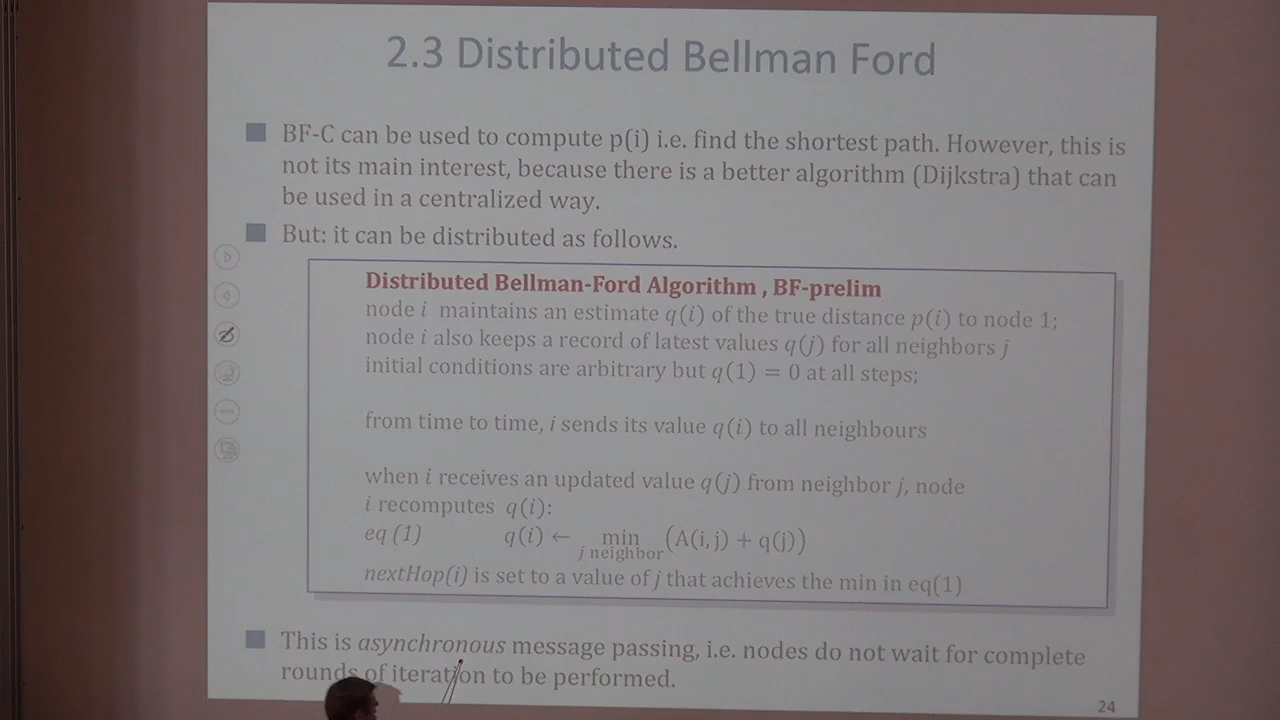 2.3 Distributed Bellman Ford
BF-C can be used to compute p(i) i.e. find the shortest path. However, this is
not its main interest, because there is a better algorithm (Dijkstra) that can
be used in a centralized way.
But: it can be distributed as follows.
Distributed Bellman-Ford Algorithm , BF-prelim
node i maintains an estimate q(i) of the true distance p(i) to node 1;
node i also keeps a record of latest values q(j) for all neighbors j
initial conditions are arbitrary but q(1) = 0 at all steps;
from time to time, i sends its value q(i) to all neighbours
when i receives an updated value q(j) from neighbor j, node
i recomputes q(i):
eq (1) q(i) ← min (A(i,j) + q(j))
j neighbor
nextHop(i) is set to a value of j that achieves the min in eq(1)
This is asynchronous message passing, i.e. nodes do not wait for complete
rounds of iteration to be performed.
24